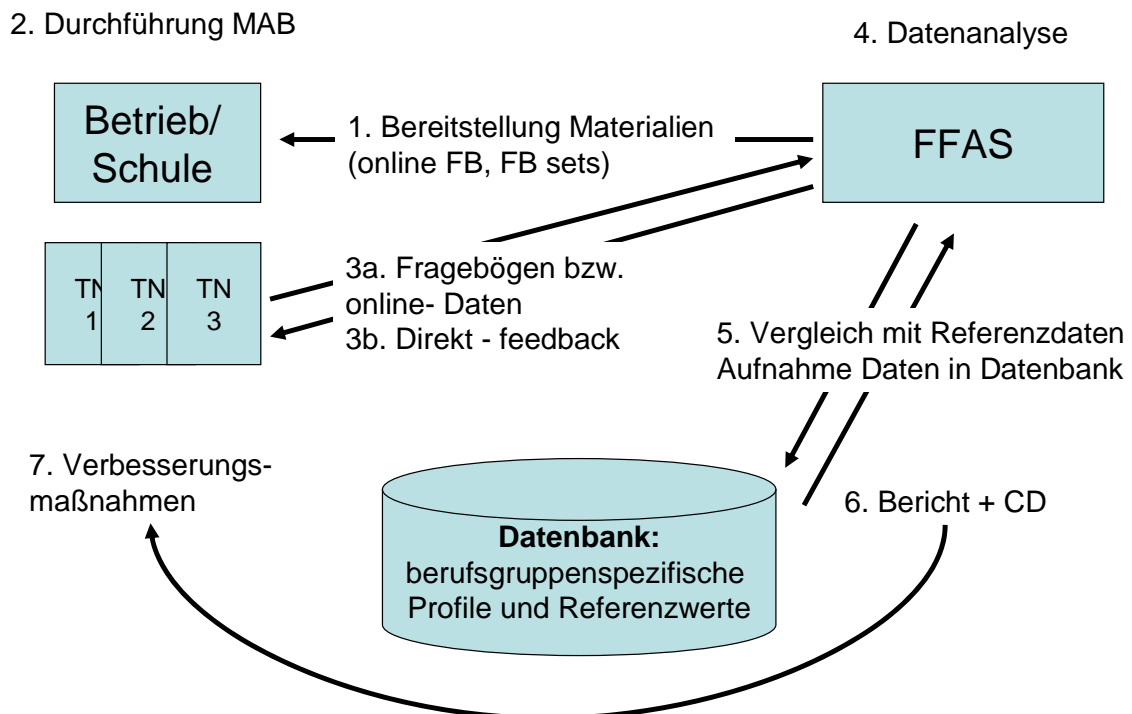 2. Durchführung MAB
4. Datenanalyse
Betrieb/
Schule
1. Bereitstellung Materialien
(online FB, FB sets)
FFAS
TN
1
TN
2
TN
3
3a. Fragebögen bzw.
online- Daten
3b. Direkt - feedback
5. Vergleich mit Referenzdaten
Aufnahme Daten in Datenbank
7. Verbesserungs-
maßnahmen
6. Bericht + CD
Datenbank:
berufsgruppenspezifische
Profile und Referenzwerte